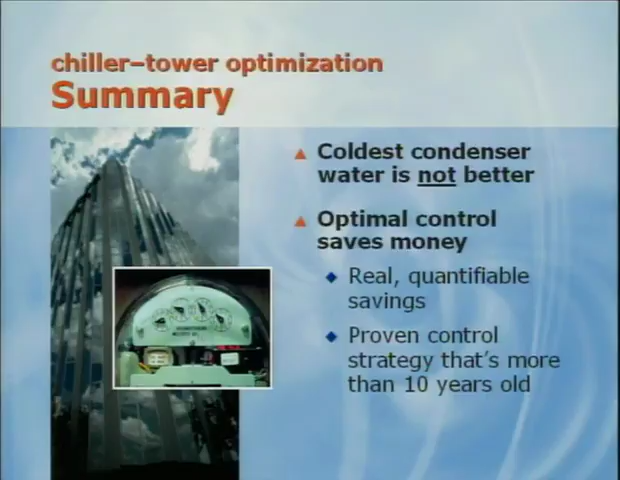 chiller–tower optimization
Summary
Coldest condenser
water is not better
Optimal control
saves money
Real, quantifiable
savings
Proven control
strategy that's more
than 10 years old